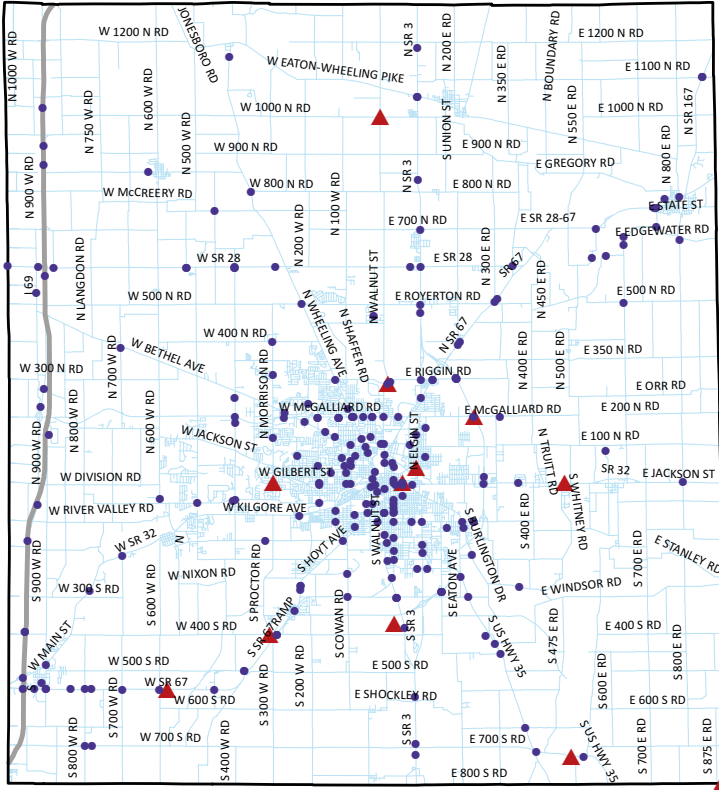 W 1200 N RD
JONESBORO RD
N SR 3
N 200 E RD
N 350 E RD
N BOUNDARY RD
E 1200 N RD
N 1000 W RD
W EATON-WHEELING PIKE
E 1100 N RD
N 750 W RD
N 600 W RD
N 500 W RD
W 1000 N RD
S UNION ST
N 550 E RD
E 1000 N RD
N SR 167
W 900 N RD
E 900 N RD
E GREGORY RD
N 800 E RD
N 900 W RD
W McCREERY RD
W 800 N RD
N 100 W RD
N SR 3
E 800 N RD
E STATE ST
N 200 W RD
E 700 N RD
E SR 28-67
E EDGEWATER RD
N LANGDON RD
W SR 28
N WALNUT ST
E SR 28
N 300 E RD
SR 67
I 69
W 500 N RD
E ROYERTON RD
N 450 E RD
E 500 N RD
N WHEELING AVE
N SHAFFER RD
N SR 67
W 400 N RD
W BETHEL AVE
N 700 W RD
N 400 E RD
N 500 E RD
E 350 N RD
W 300 N RD
N MORRISON RD
E RIGGIN RD
E ORR RD
N 800 W RD
N 600 W RD
W McGALLIARD RD
E McGALLIARD RD
E 200 N RD
W JACKSON ST
N ELGIN ST
N TRUITT RD
E 100 N RD
N 900 W RD
W DIVISION RD
W GILBERT ST
SR 32
E JACKSON ST
W RIVER VALLEY RD
W KILGORE AVE
S WALNUT ST
S BURLINGTON DR
S 400 E RD
S WHITNEY RD
W SR 32
N
S HOYT AVE
E STANLEY RD
S 900 W RD
W NIXON RD
S PROCTOR RD
S EATON AVE
S 700 E RD
W 300 S RD
S 600 W RD
E WINDSOR RD
W 400 S RD
S SR 67 RAMP
S COWAN RD
S SR 3
S US HWY 35
S 475 E RD
E 400 S RD
W MAIN ST
W 500 S RD
E 500 S RD
S 800 E RD
S
W SR 67
W 600 S RD
S 700 W RD
S 300 W RD
S 200 W RD
E SHOCKLEY RD
S 600 E RD
E 600 S RD
S 800 W RD
W 700 S RD
S 400 W RD
S SR 3
E 700 S RD
S US HWY 35
S 700 E RD
S 875 E RD
E 800 S RD